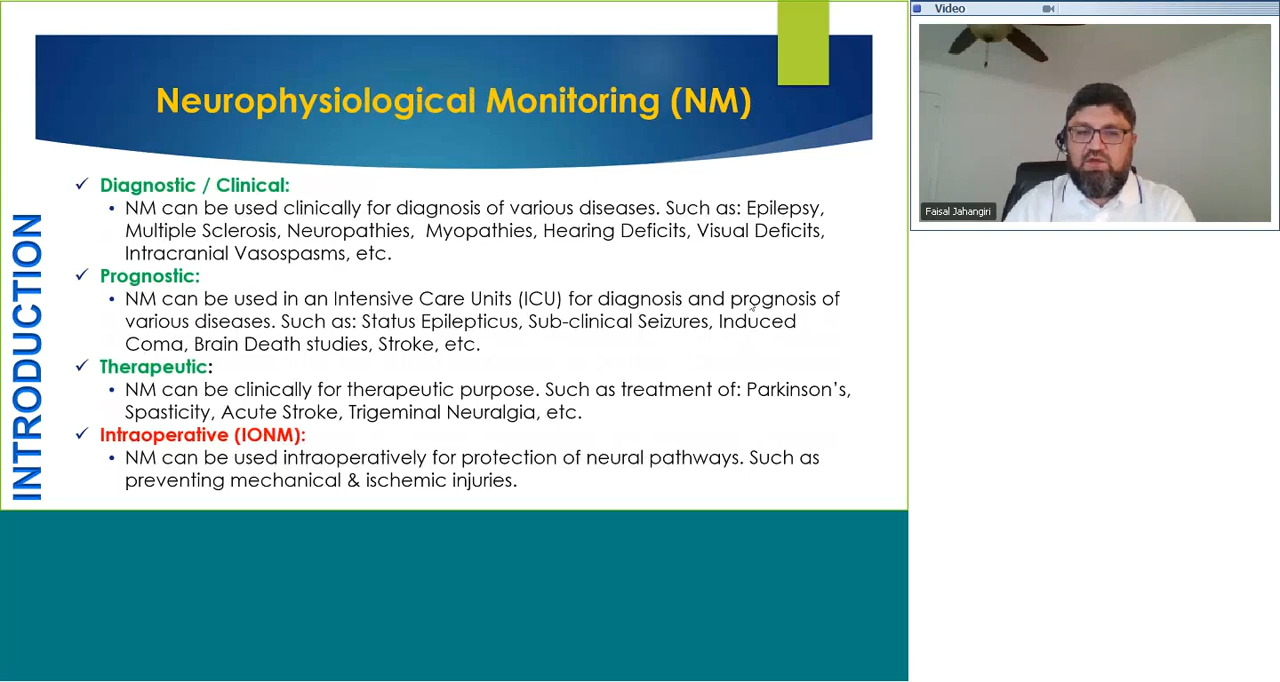 Neurophysiological Monitoring (NM)
INTRODUCTION
✓ Diagnostic / Clinical:
• NM can be used clinically for diagnosis of various diseases. Such as: Epilepsy,
Multiple Sclerosis, Neuropathies, Myopathies, Hearing Deficits, Visual Deficits,
Intracranial Vasospasms, etc.
✓ Prognostic:
• NM can be used in an Intensive Care Units (ICU) for diagnosis and prognosis of
various diseases. Such as: Status Epilepticus, Sub-clinical Seizures, Induced
Coma, Brain Death studies, Stroke, etc.
✓ Therapeutic:
• NM can be clinically for therapeutic purpose. Such as treatment of: Parkinson’s,
Spasticity, Acute Stroke, Trigeminal Neuralgia, etc.
✓ Intraoperative (IONM):
• NM can be used intraoperatively for protection of neural pathways. Such as
preventing mechanical & ischemic injuries.
Video
Faisal Jahangiri